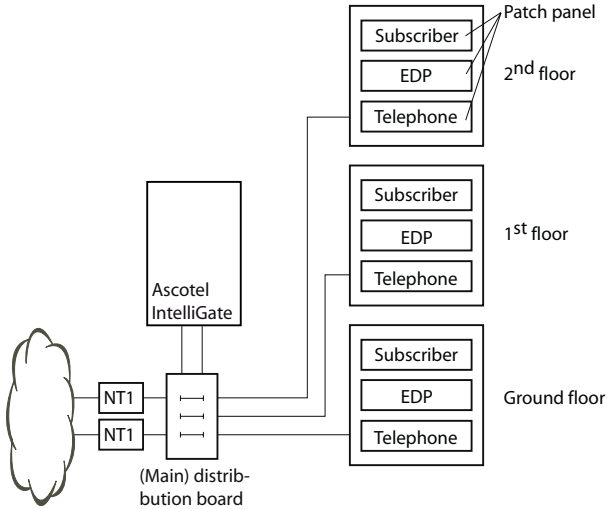 Patch panel
Subscriber
EDP
Telephone
2nd floor
Subscriber
EDP
Telephone
1st floor
Ascotel
IntelliGate
Subscriber
EDP
Telephone
Ground floor
NT1
NT1
(Main) distrib-
bution board